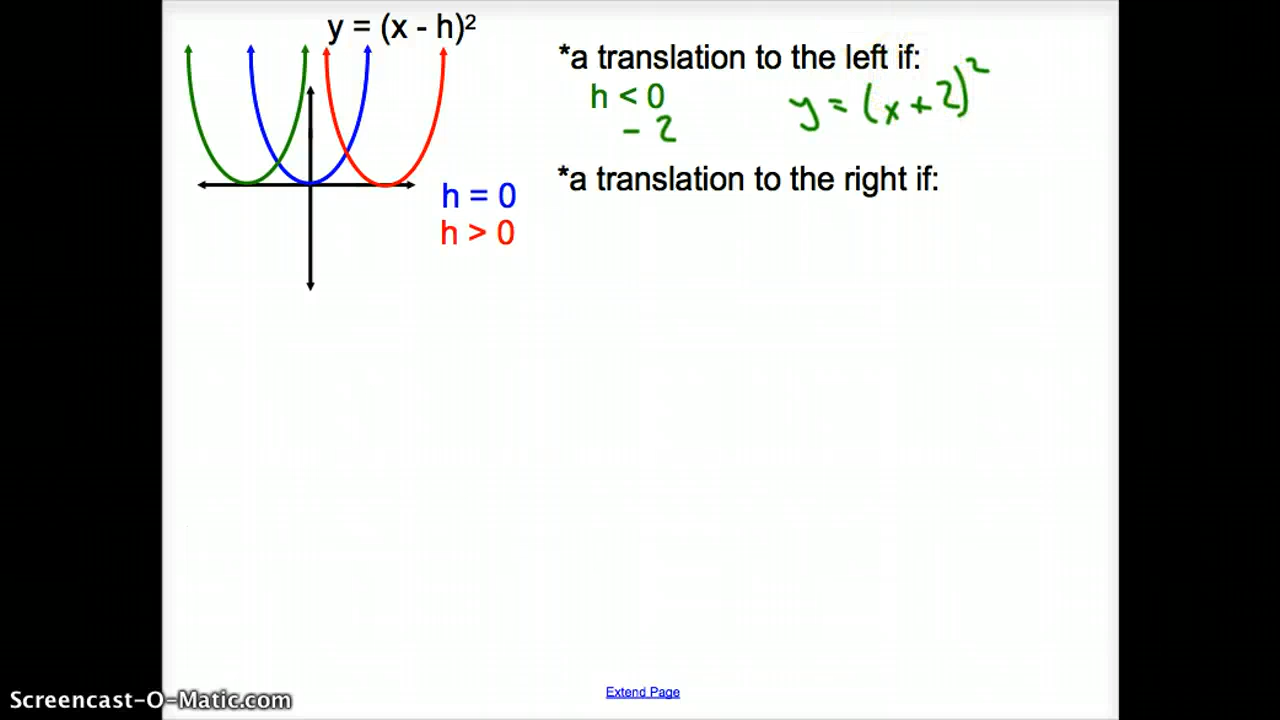 y = (x - h)²
*a translation to the left if:
h < 0
- 2
y = (x + 2)²
*a translation to the right if:
h = 0
h > 0
Extend Page
Screencast-O-Matic.com